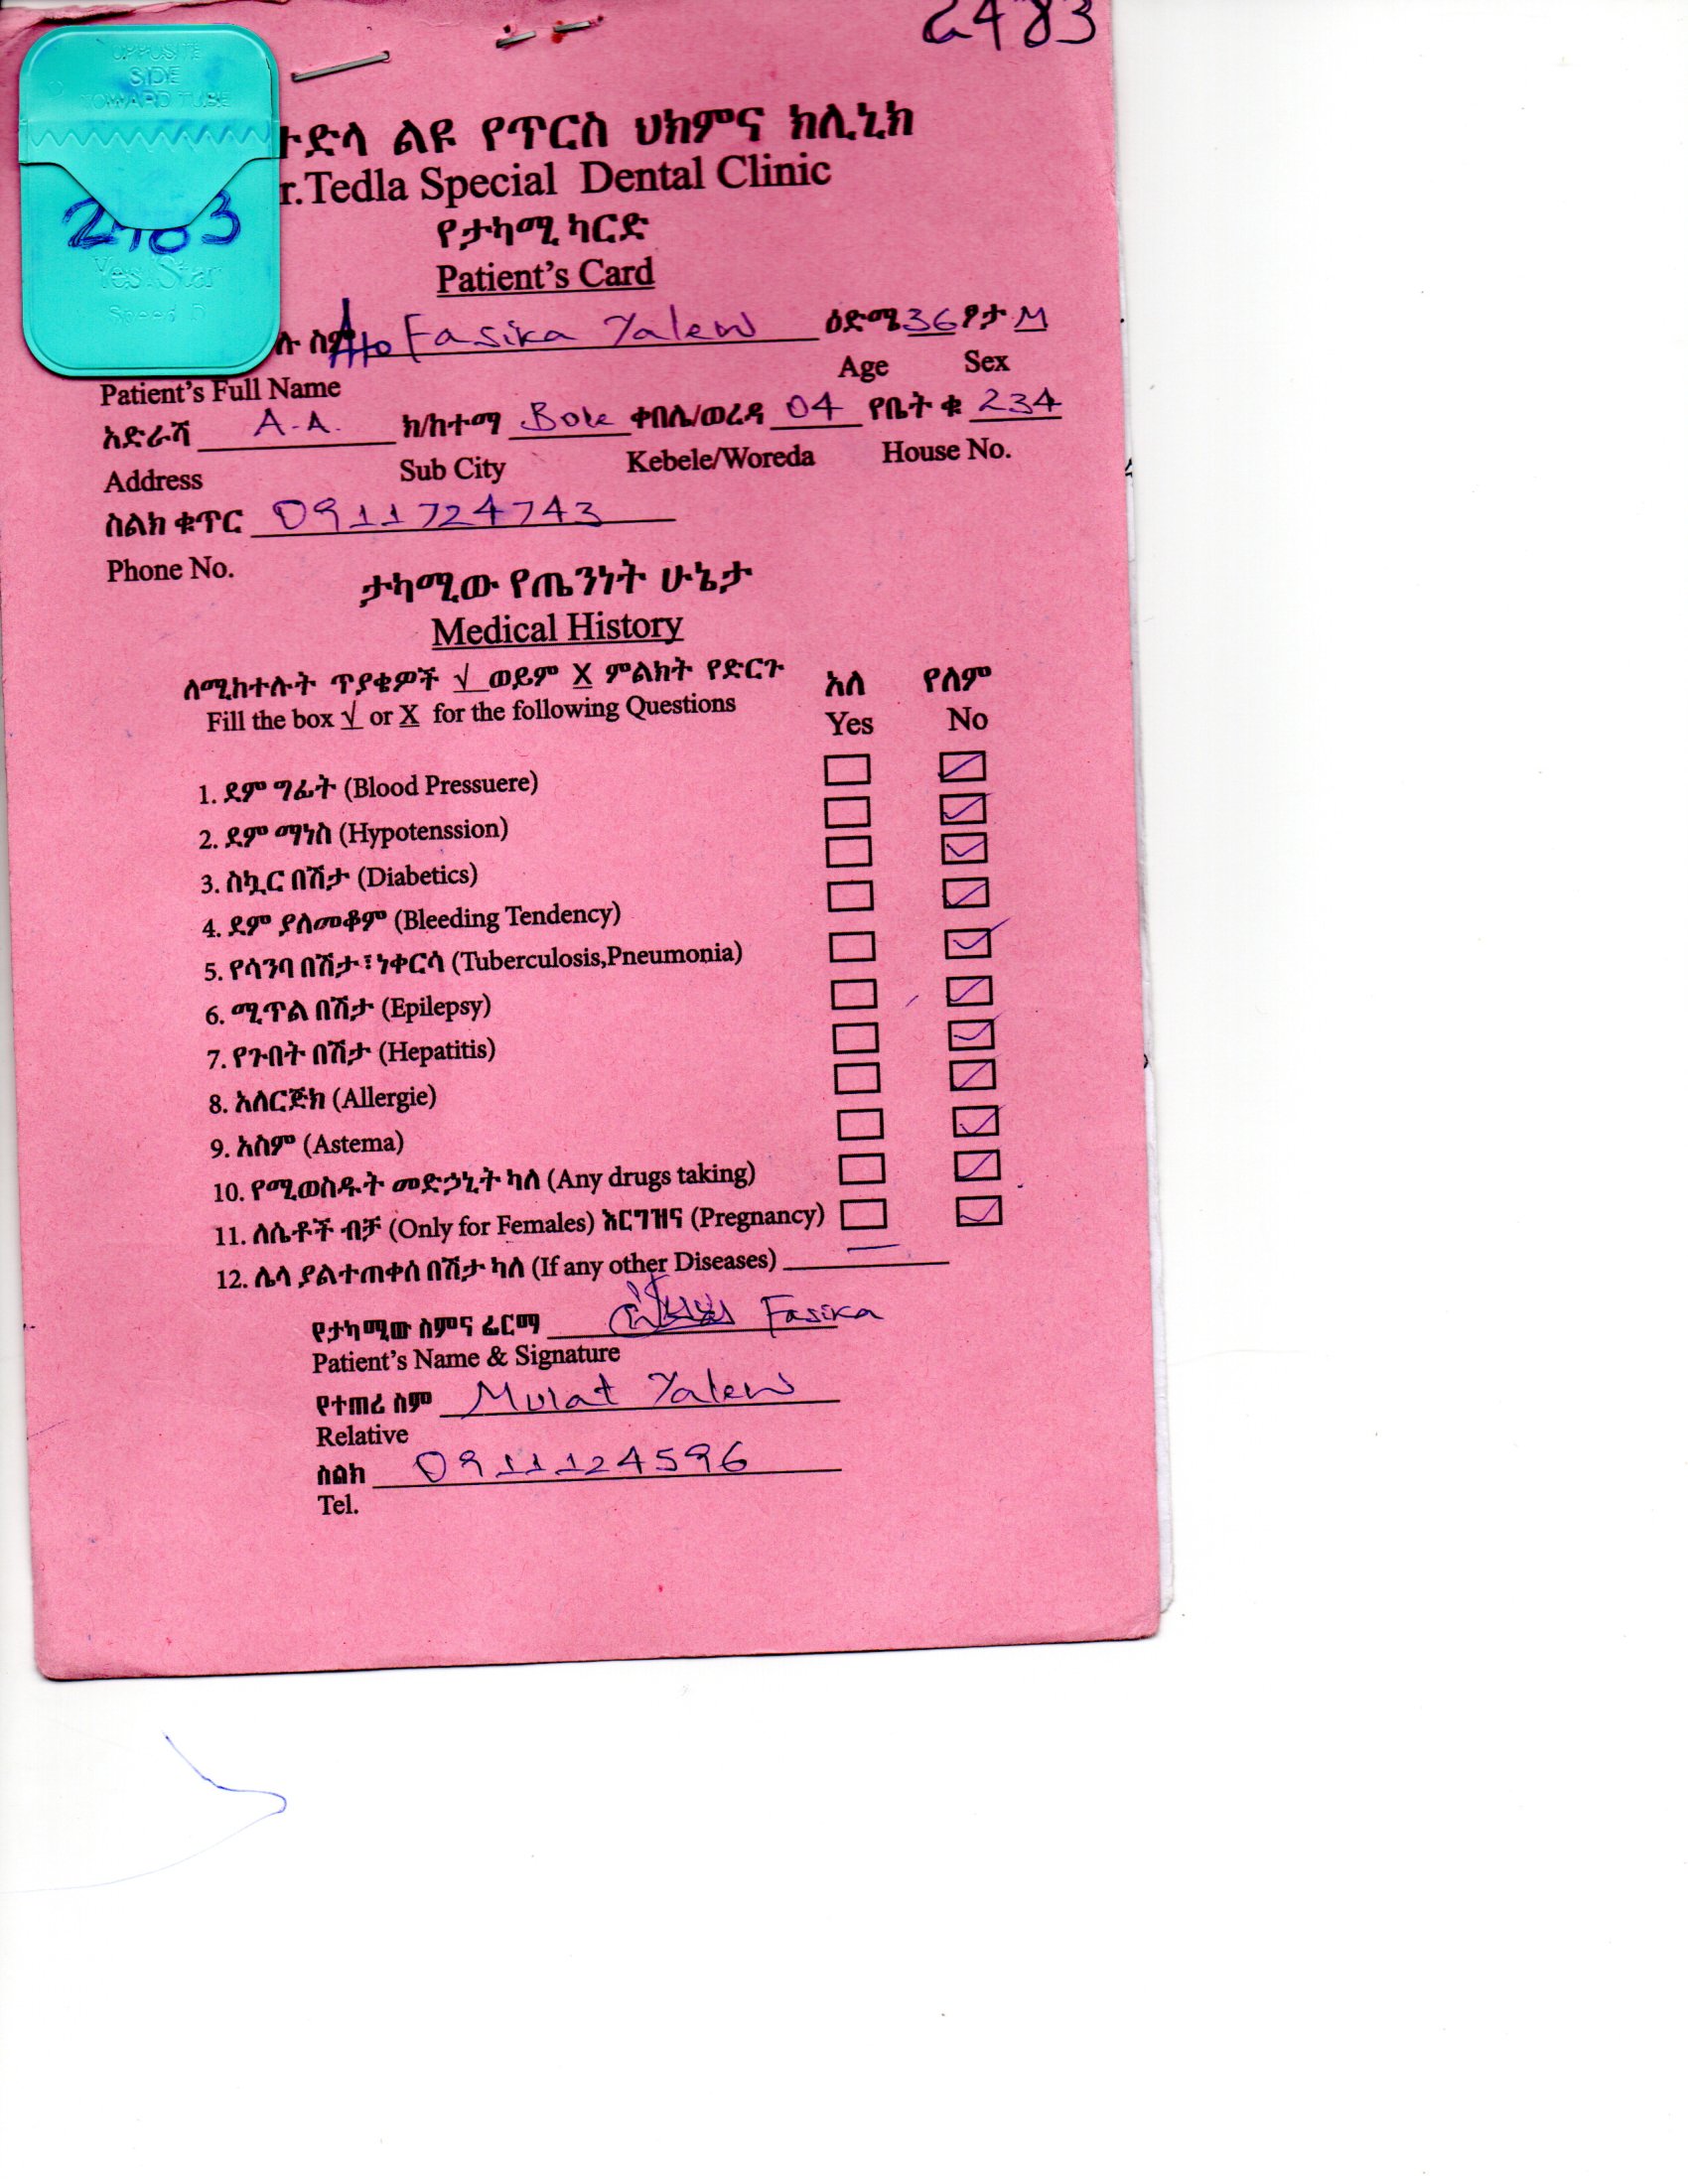 2483
OPPOSITE
SIDE
TOWARD TUBE
2483
Yes!Star
Speed D
ተድላ ልዩ የጥርስ ህክምና ክሊኒክ
r.Tedla Special Dental Clinic
የታካሚ ካርድ
Patient's Card
ሉ ስም Ato Fasika Yalew ዕድሜ 36 ፆታ M
Patient's Full Name Age Sex
አድራሻ A.A. ክ/ከተማ Bole ቀበሌ/ወረዳ 04 የቤት ቁ 234
Address Sub City Kebele/Woreda House No.
ስልክ ቁጥር 0911724743
Phone No.
ታካሚው የጤንነት ሁኔታ
Medical History
ለሚከተሉት ጥያቄዎች √ ወይም X ምልክት የድርጉ አለ የለም
Fill the box √ or X for the following Questions Yes No
1. ደም ግፊት (Blood Pressuere) ✓
2. ደም ማነስ (Hypotenssion) ✓
3. ስኳር በሽታ (Diabetics) ✓
4. ደም ያለመቆም (Bleeding Tendency) ✓
5. የሳንባ በሽታ፣ነቀርሳ (Tuberculosis,Pneumonia) ✓
6. ሚጥል በሽታ (Epilepsy) ✓
7. የጉበት በሽታ (Hepatitis) ✓
8. አለርጅክ (Allergie) ✓
9. አስም (Astema) ✓
10. የሚወስዱት መድኃኒት ካለ (Any drugs taking) ✓
11. ለሴቶች ብቻ (Only for Females) እርግዝና (Pregnancy) ✓
12. ሌላ ያልተጠቀሰ በሽታ ካለ (If any other Diseases) —
የታካሚው ስምና ፊርማ Fasika
Patient's Name & Signature
የተጠሪ ስም Mulat Yalew
Relative
ስልክ 0911124596
Tel.